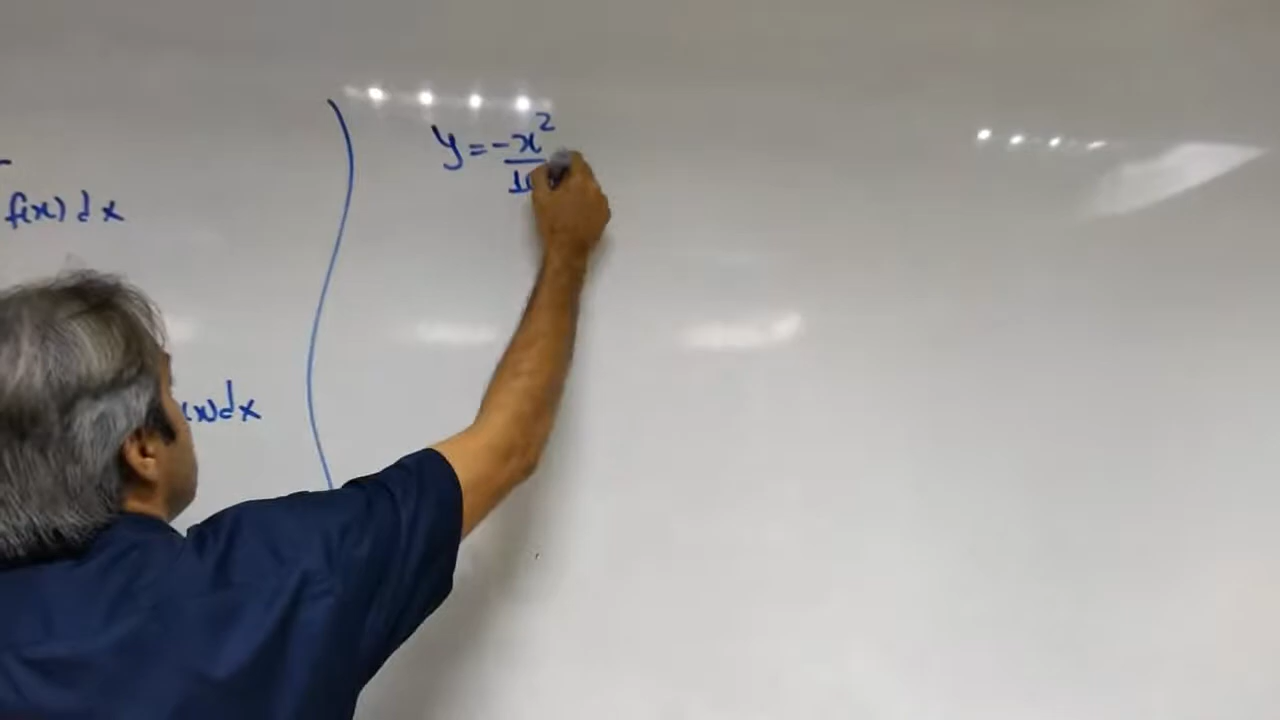 f(x) dx
(x) dx
y = -x²